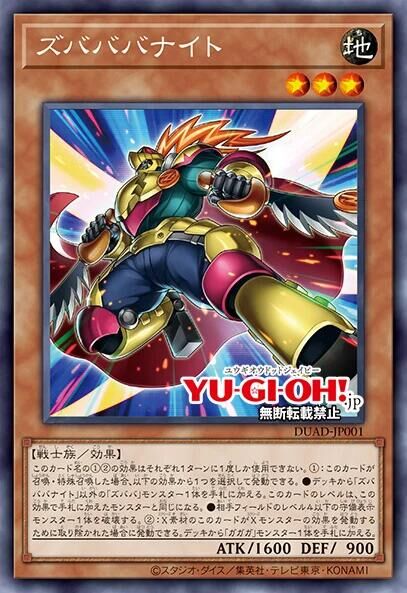 ズバババナイト
地
ユウギオウドットジェイピー
YU-GI-OH!.jp
無断転載禁止
DUAD-JP001
【戦士族/効果】
このカード名の①②の効果はそれぞれ1ターンに1度しか使用できない。①:このカードが
召喚・特殊召喚した場合、以下の効果から1つを選択して発動できる。●デッキから「ズ
バババナイト」以外の「ズババ」モンスター1体を手札に加える。このカードのレベルは、この
効果で手札に加えたモンスターと同じになる。●相手フィールドのレベル4以下の守備表示
モンスター1体を破壊する。②:X素材のこのカードがXモンスターの効果を発動する
ために取り除かれた場合に発動できる。デッキから「ガガガ」モンスター1体を手札に加える。
ATK/1600 DEF/ 900
©スタジオ・ダイス/集英社・テレビ東京・KONAMI